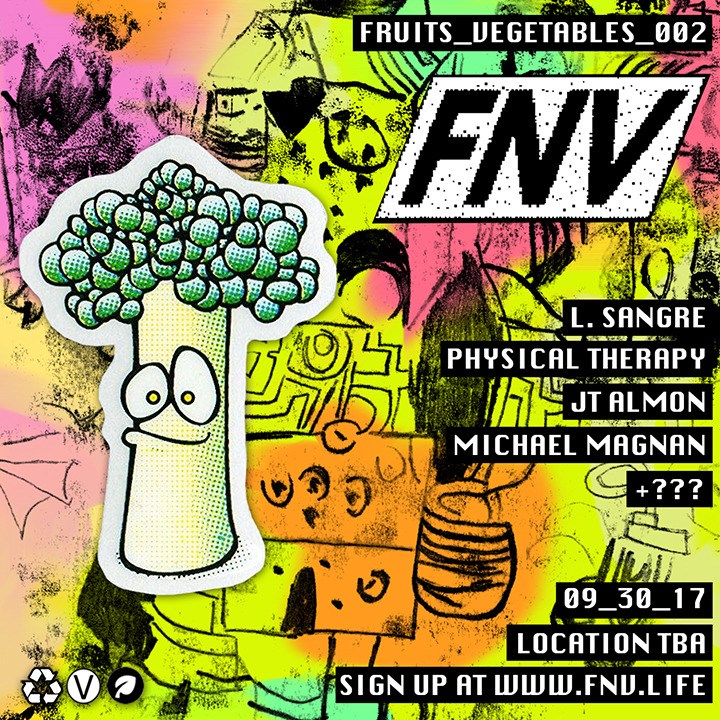 FRUITS_VEGETABLES_002
FNV
L. SANGRE
PHYSICAL THERAPY
JT ALMON
MICHAEL MAGNAN
+???
09_30_17
LOCATION TBA
SIGN UP AT WWW.FNV.LIFE
V